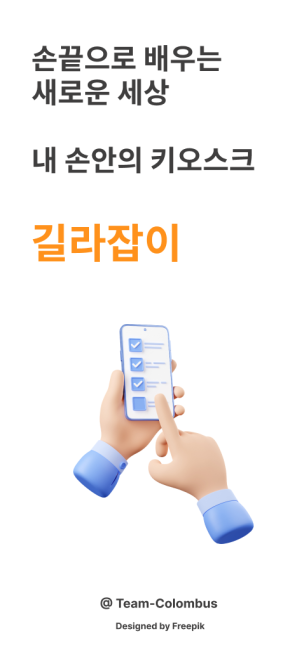 손끝으로 배우는
새로운 세상
내 손안의 키오스크
길라잡이
@ Team-Colombus
Designed by Freepik